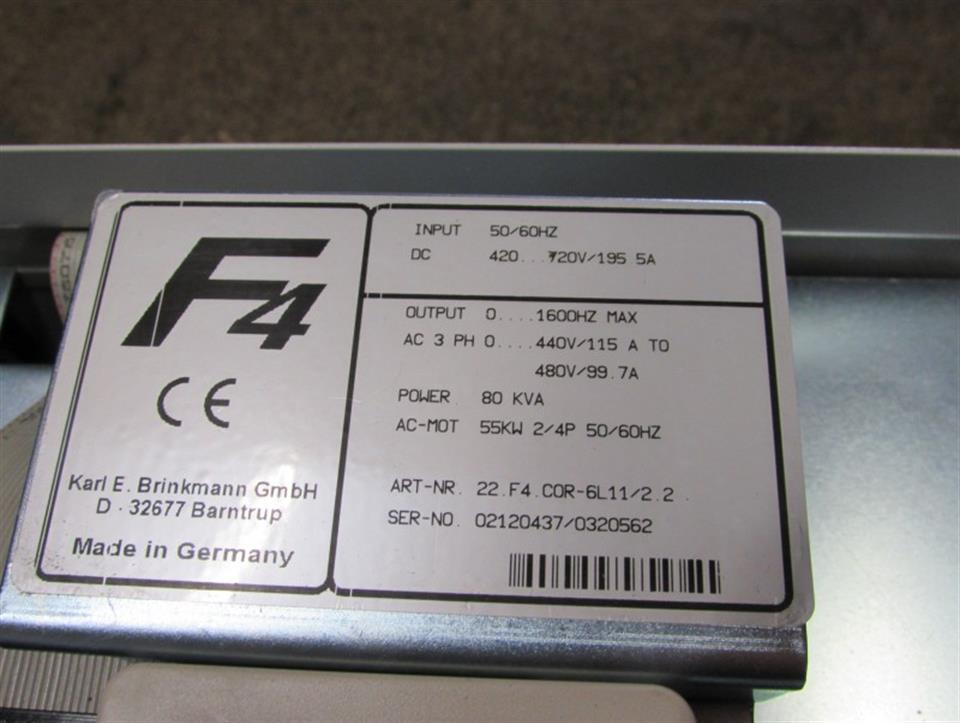 F4
CE
Karl E. Brinkmann GmbH
D - 32677 Barntrup
Made in Germany
INPUT 50/60HZ
DC 420...720V/195 5A
OUTPUT 0....1600HZ MAX
AC 3 PH 0....440V/115 A TO
480V/99.7A
POWER 80 KVA
AC-MOT 55KW 2/4P 50/60HZ
ART-NR. 22.F4.C0R-6L11/2.2
SER-NO. 02120437/0320562